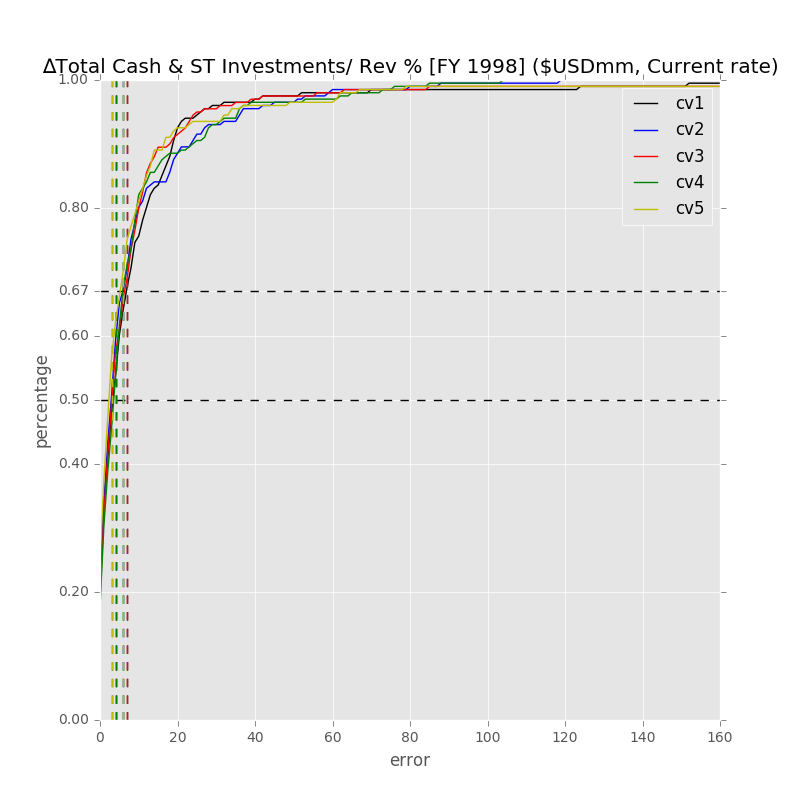 ΔTotal Cash & ST Investments/ Rev % [FY 1998] ($USDmm, Current rate)
1.00
0.80
0.67
0.60
0.50
0.40
0.20
0.00
percentage
cv1
cv2
cv3
cv4
cv5
0 20 40 60 80 100 120 140 160
error